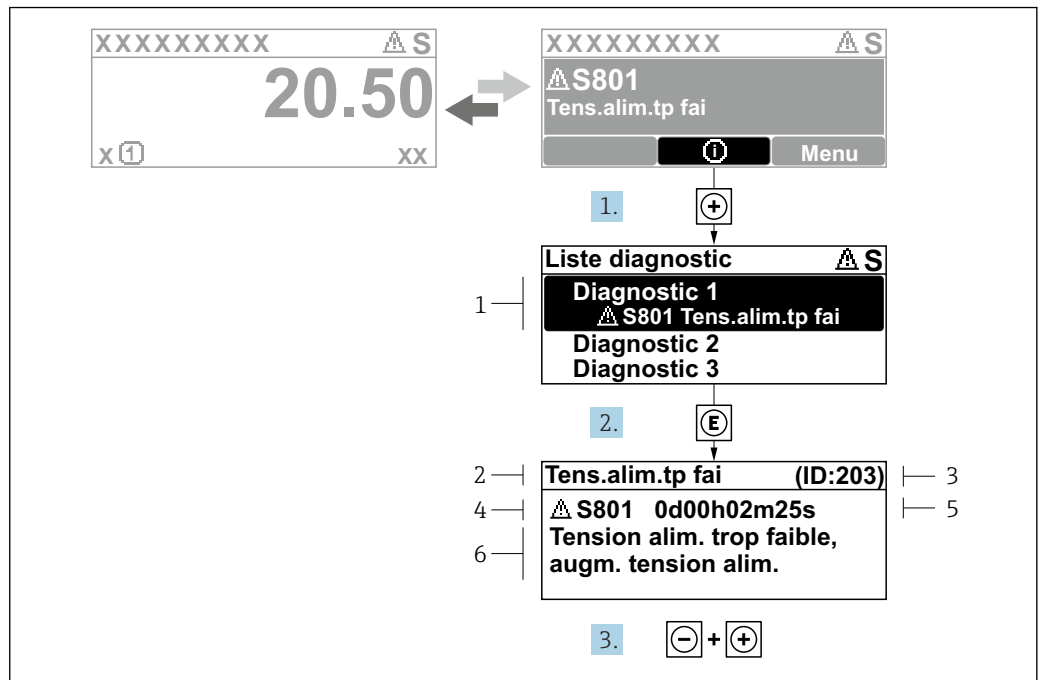 XXXXXXXXX ⚠ S
20.50
x ① xx
XXXXXXXXX ⚠ S
⚠ S801
Tens.alim.tp fai
ⓘ Menu
1. +
Liste diagnostic ⚠ S
1
Diagnostic 1
⚠ S801 Tens.alim.tp fai
Diagnostic 2
Diagnostic 3
2. E
2 Tens.alim.tp fai (ID:203) 3
4 ⚠ S801 0d00h02m25s 5
6
Tension alim. trop faible,
augm. tension alim.
3. - + +